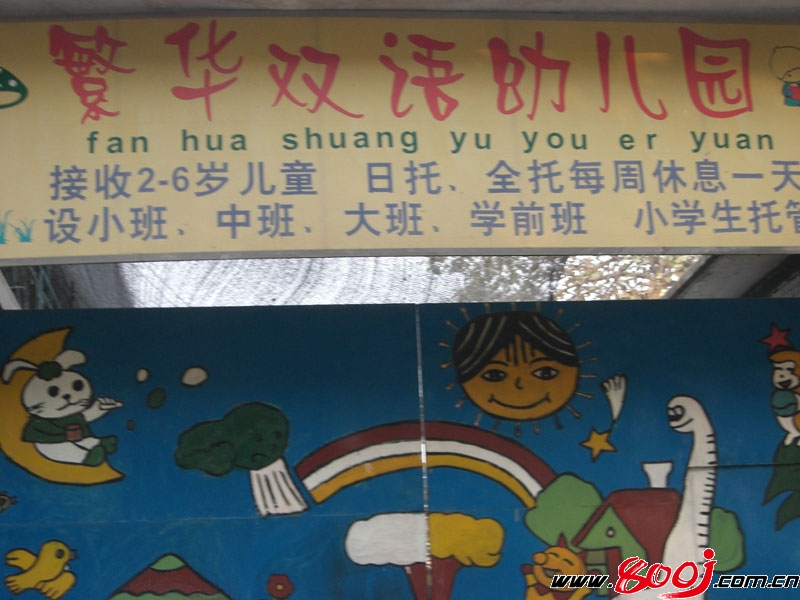 繁华双语幼儿园
fan hua shuang yu you er yuan
接收2-6岁儿童 日托、全托每周休息一天
设小班、中班、大班、学前班 小学生托管
www.800j.com.cn